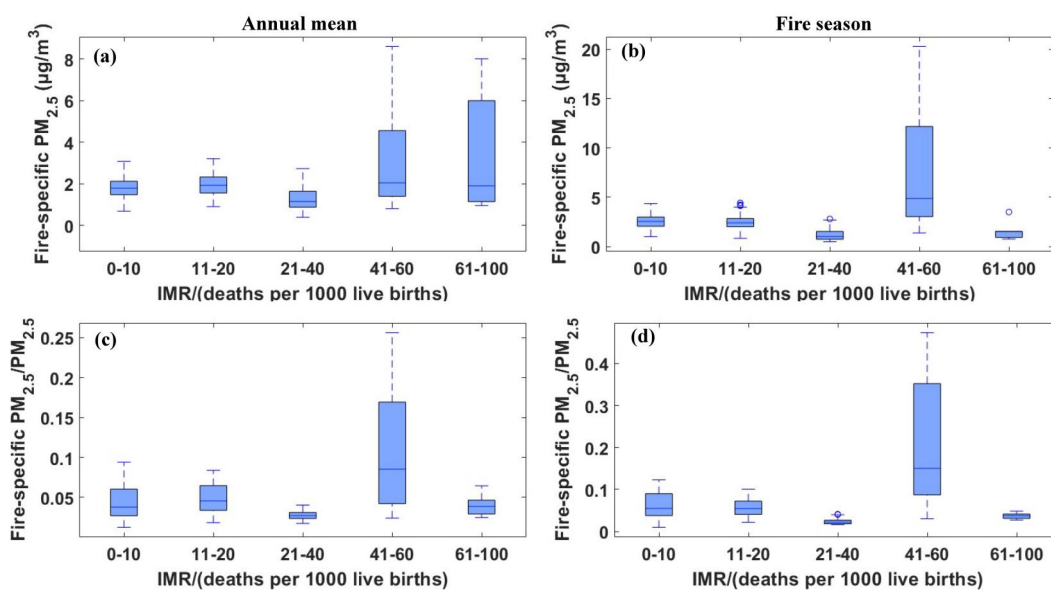 Annual mean
Fire season
(a)
Fire-specific PM2.5 (μg/m3)
8
6
4
2
0
0-10 11-20 21-40 41-60 61-100
IMR/(deaths per 1000 live births)
(b)
Fire-specific PM2.5 (μg/m3)
20
15
10
5
0
0-10 11-20 21-40 41-60 61-100
IMR/(deaths per 1000 live births)
(c)
Fire-specific PM2.5/PM2.5
0.25
0.2
0.15
0.1
0.05
0-10 11-20 21-40 41-60 61-100
IMR/(deaths per 1000 live births)
(d)
Fire-specific PM2.5/PM2.5
0.4
0.3
0.2
0.1
0
0-10 11-20 21-40 41-60 61-100
IMR/(deaths per 1000 live births)